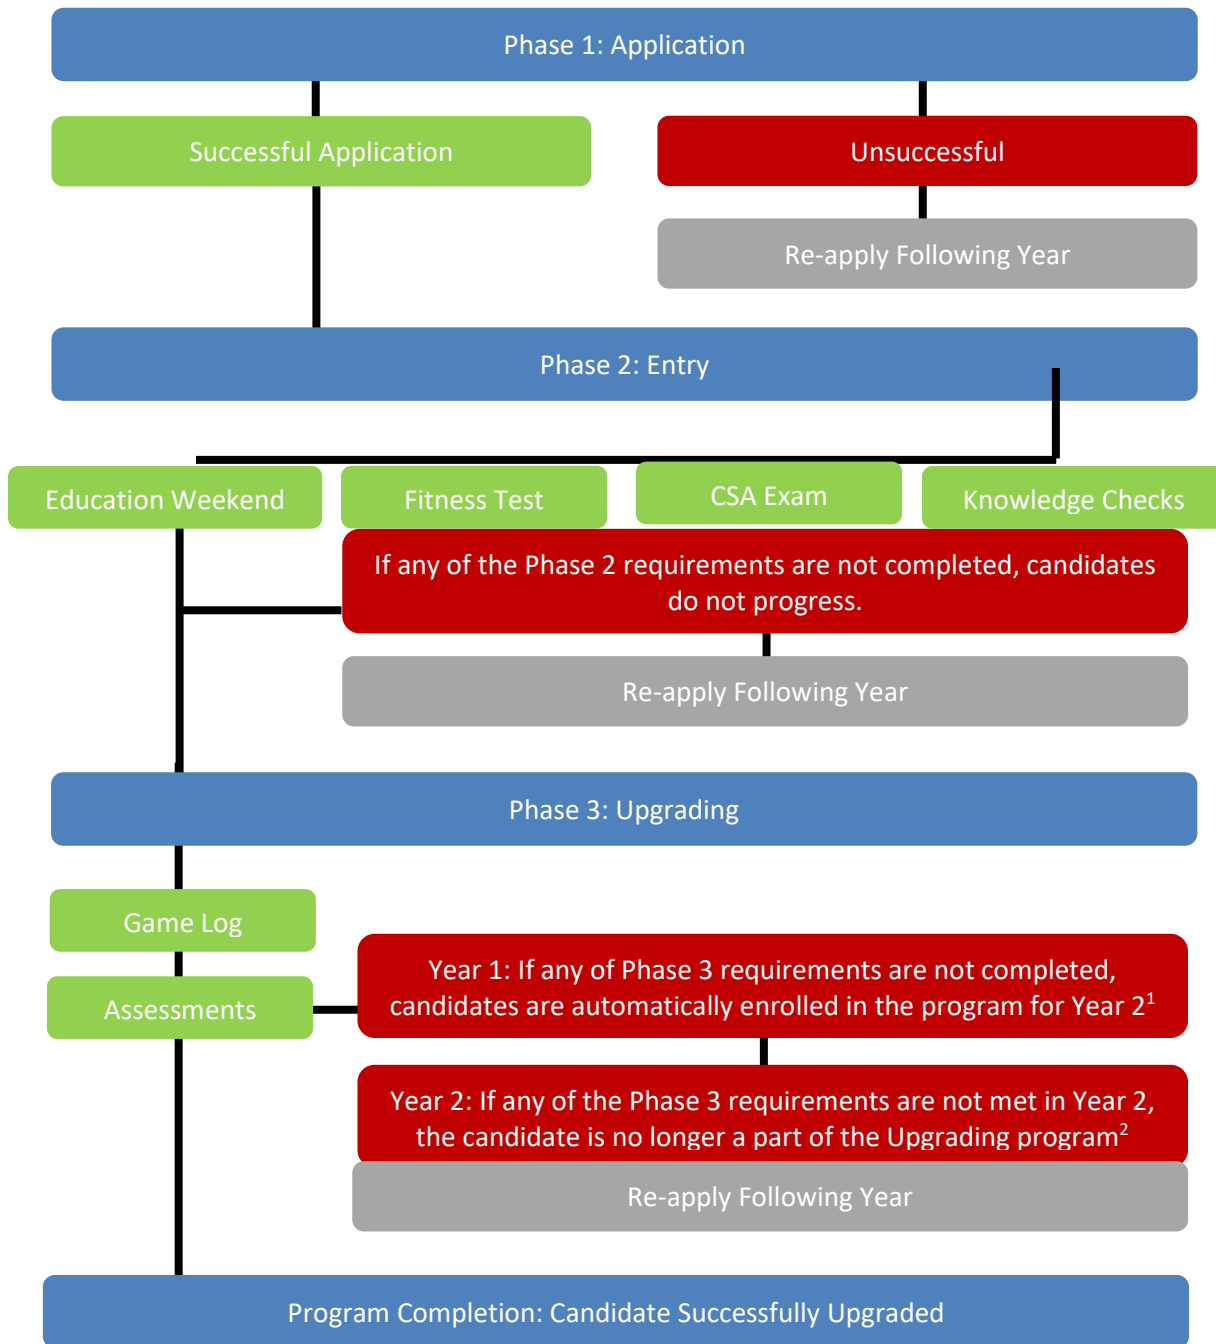 Phase 1: Application
Successful Application
Unsuccessful
Re-apply Following Year
Phase 2: Entry
Education Weekend
Fitness Test
CSA Exam
Knowledge Checks
If any of the Phase 2 requirements are not completed, candidates
do not progress.
Re-apply Following Year
Phase 3: Upgrading
Game Log
Assessments
Year 1: If any of Phase 3 requirements are not completed,
candidates are automatically enrolled in the program for Year 2¹
Year 2: If any of the Phase 3 requirements are not met in Year 2,
the candidate is no longer a part of the Upgrading program²
Re-apply Following Year
Program Completion: Candidate Successfully Upgraded